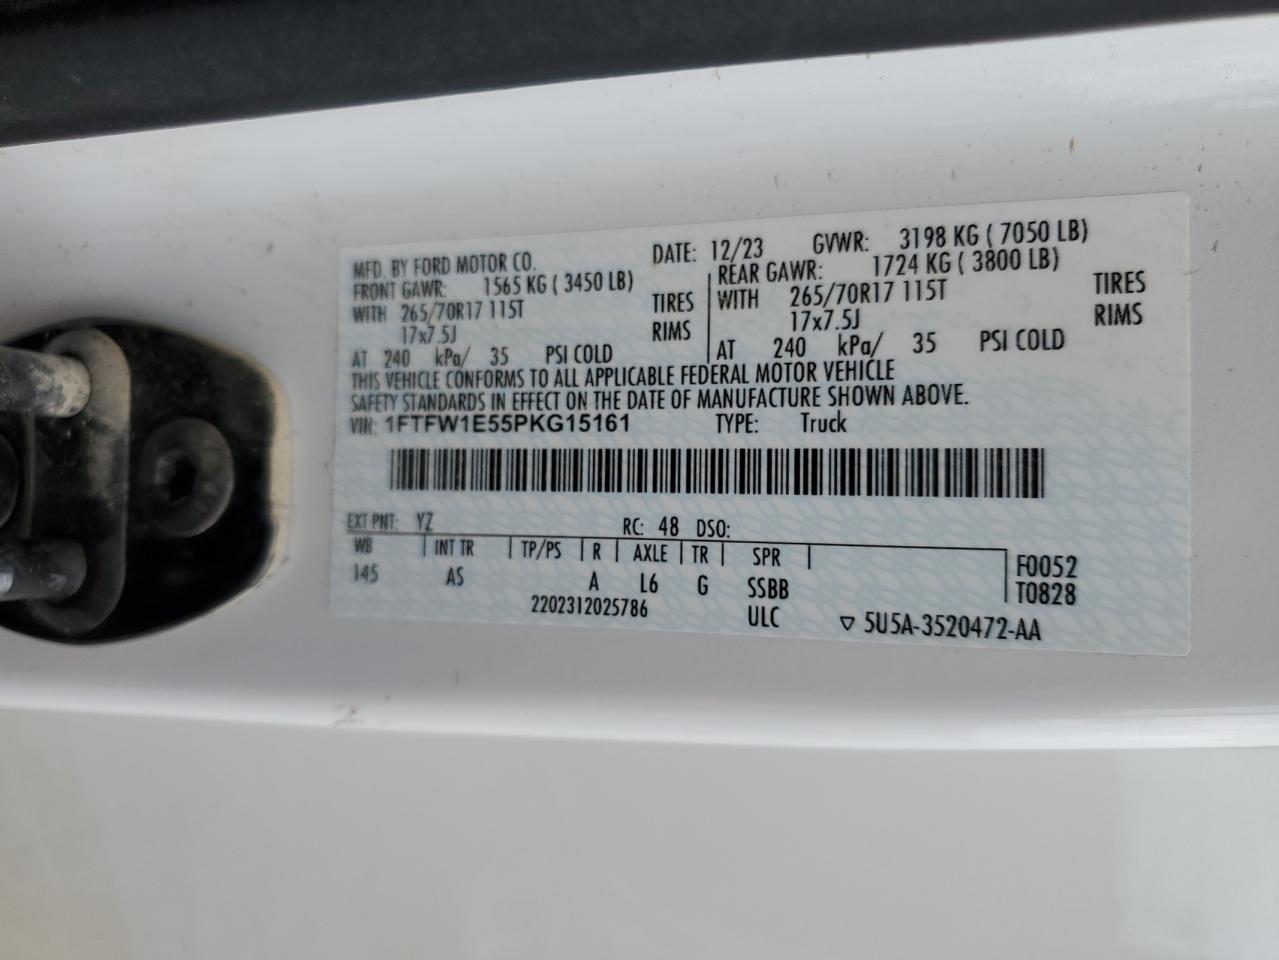 MFD. BY FORD MOTOR CO. DATE: 12/23 GVWR: 3198 KG ( 7050 LB)
FRONT GAWR: 1565 KG ( 3450 LB) REAR GAWR: 1724 KG ( 3800 LB)
WITH 265/70R17 115T TIRES WITH 265/70R17 115T TIRES
17x7.5J RIMS 17x7.5J RIMS
AT 240 kPa/ 35 PSI COLD AT 240 kPa/ 35 PSI COLD
THIS VEHICLE CONFORMS TO ALL APPLICABLE FEDERAL MOTOR VEHICLE
SAFETY STANDARDS IN EFFECT ON THE DATE OF MANUFACTURE SHOWN ABOVE.
VIN: 1FTFW1E55PKG15161 TYPE: Truck
EXT PNT: YZ RC: 48 DSO:
WB INT TR TP/PS R AXLE TR SPR F0052
145 AS A L6 G SSBB T0828
2202312025786 ULC ▽ 5U5A-3520472-AA